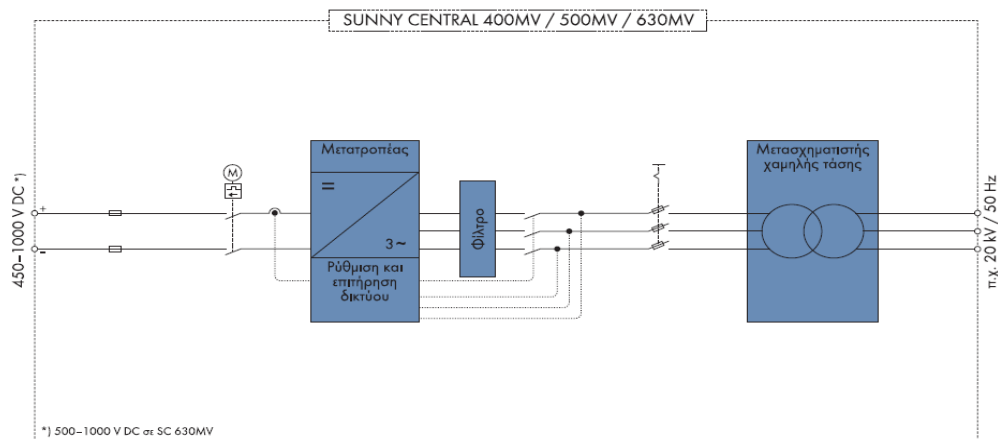 SUNNY CENTRAL 400MV / 500MV / 630MV
450–1000 V DC *)
+
-
M
Μετατροπέας
=
3~
Ρύθμιση και
επιτήρηση
δικτύου
Φίλτρο
Μετασχηματιστής
χαμηλής τάσης
π.χ. 20 kV / 50 Hz
*) 500–1000 V DC σε SC 630MV